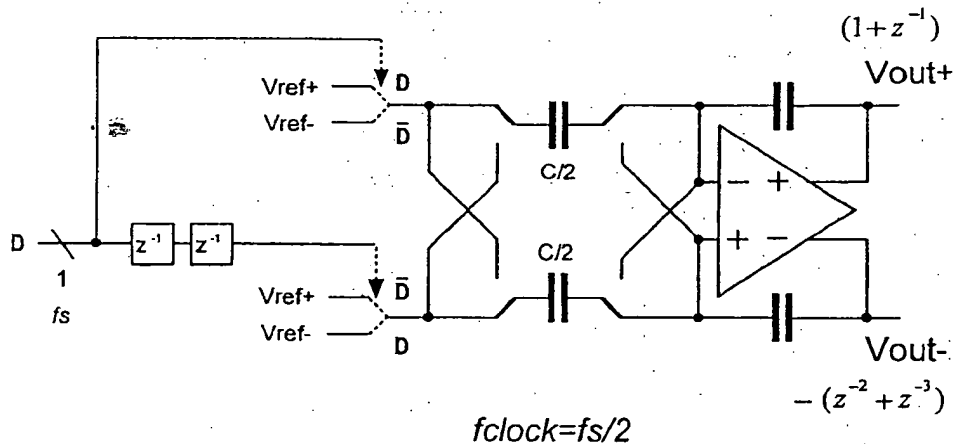 (1+z⁻¹)
Vout+
Vref+
D
Vref-
D̅
C/2
− +
D
z⁻¹
z⁻¹
1
fs
C/2
+ −
Vref+
D̅
Vref-
D
Vout-
− (z⁻²+z⁻³)
fclock=fs/2